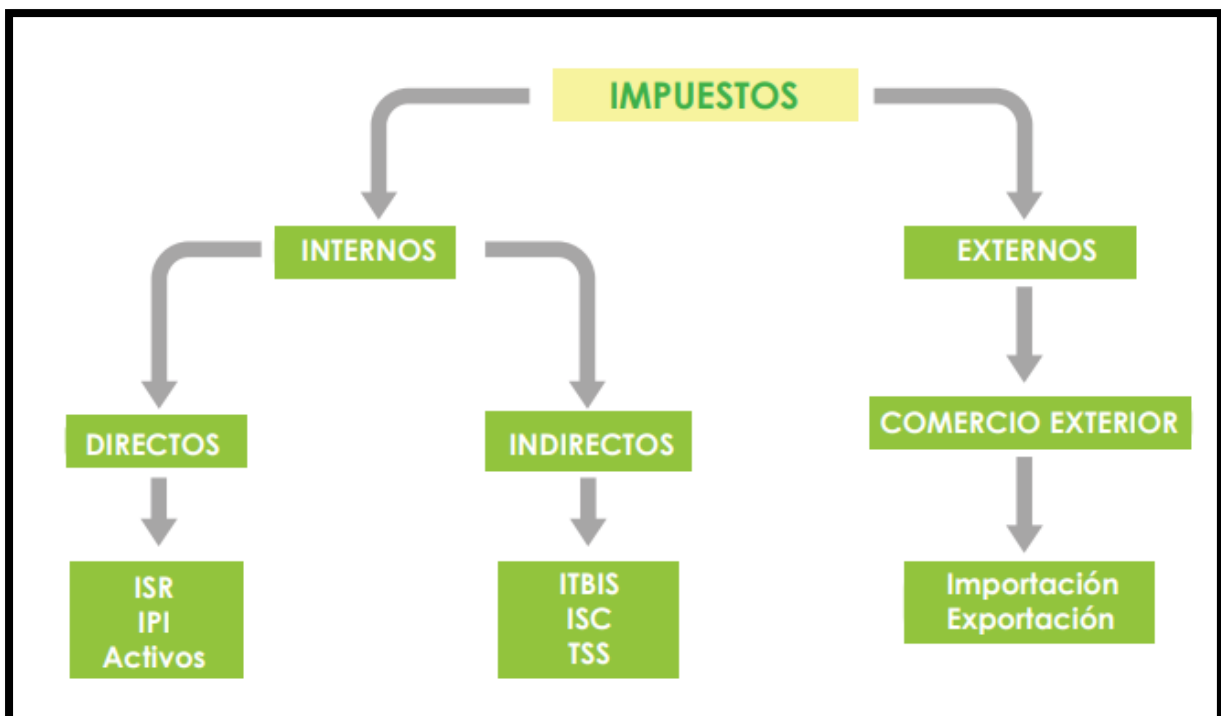 IMPUESTOS
INTERNOS
EXTERNOS
DIRECTOS
INDIRECTOS
COMERCIO EXTERIOR
ISR
IPI
Activos
ITBIS
ISC
TSS
Importación
Exportación